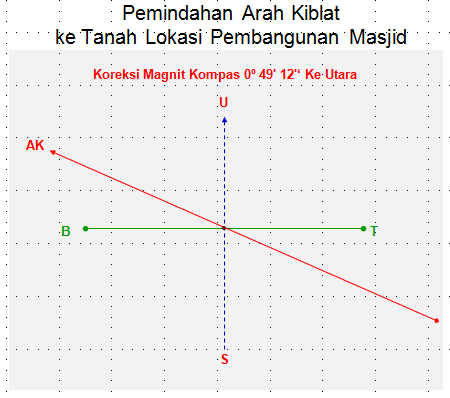 Pemindahan Arah Kiblat
ke Tanah Lokasi Pembangunan Masjid
Koreksi Magnit Kompas 0º 49' 12'‘ Ke Utara
U
AK
B
T
S